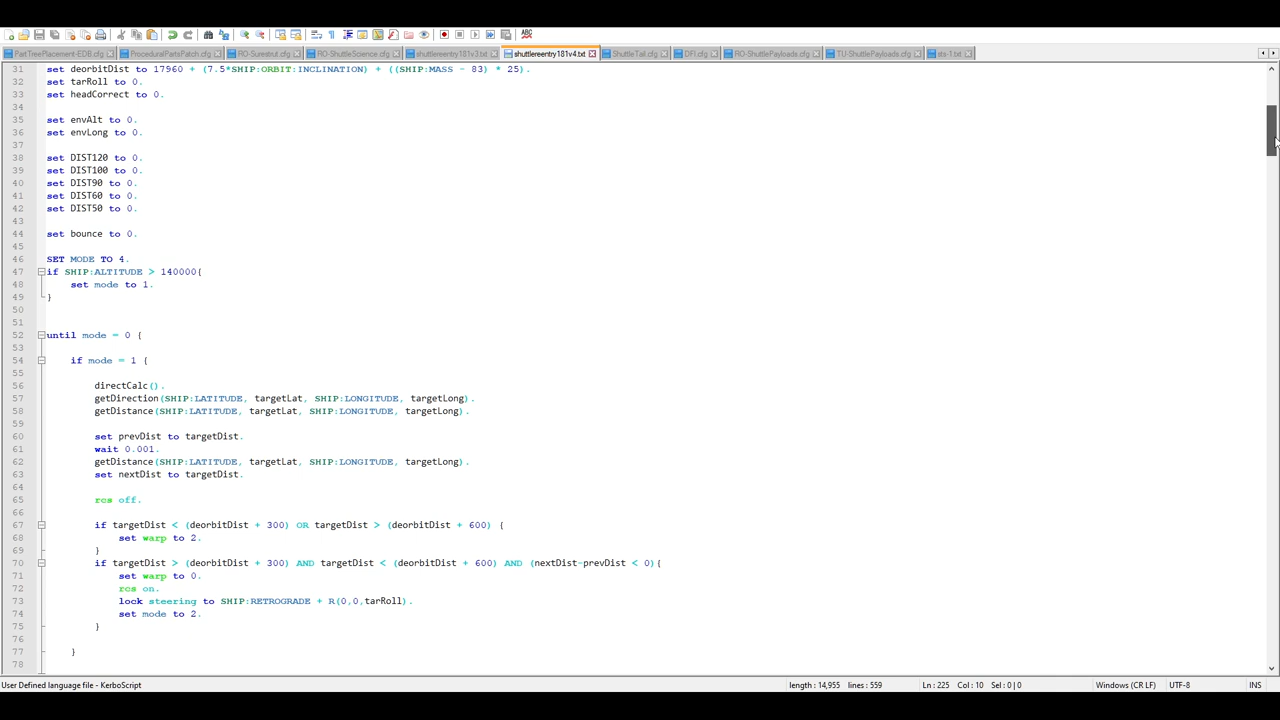 PartTreePlacement-EDB.cfg ProceduralPartsPatch.cfg RO-Surestrut.cfg RO-ShuttleScience.cfg shuttlereentry181v3.txt shuttlereentry181v4.txt ShuttleTail.cfg DFI.cfg RO-ShuttlePayloads.cfg TU-ShuttlePayloads.cfg sts-1.txt
31 set deorbitDist to 17960 + (7.5*SHIP:ORBIT:INCLINATION) + ((SHIP:MASS - 83) * 25).
32 set tarRoll to 0.
33 set headCorrect to 0.
34
35 set envAlt to 0.
36 set envLong to 0.
37
38 set DIST120 to 0.
39 set DIST100 to 0.
40 set DIST90 to 0.
41 set DIST60 to 0.
42 set DIST50 to 0.
43
44 set bounce to 0.
45
46 SET MODE TO 4.
47 if SHIP:ALTITUDE > 140000{
48 set mode to 1.
49 }
50
51
52 until mode = 0 {
53
54 if mode = 1 {
55
56 directCalc().
57 getDirection(SHIP:LATITUDE, targetLat, SHIP:LONGITUDE, targetLong).
58 getDistance(SHIP:LATITUDE, targetLat, SHIP:LONGITUDE, targetLong).
59
60 set prevDist to targetDist.
61 wait 0.001.
62 getDistance(SHIP:LATITUDE, targetLat, SHIP:LONGITUDE, targetLong).
63 set nextDist to targetDist.
64
65 rcs off.
66
67 if targetDist < (deorbitDist + 300) OR targetDist > (deorbitDist + 600) {
68 set warp to 2.
69 }
70 if targetDist > (deorbitDist + 300) AND targetDist < (deorbitDist + 600) AND (nextDist-prevDist < 0){
71 set warp to 0.
72 rcs on.
73 lock steering to SHIP:RETROGRADE + R(0,0,tarRoll).
74 set mode to 2.
75 }
76
77 }
78
User Defined language file - KerboScript length : 14,955 lines : 559 Ln : 225 Col : 10 Sel : 0 | 0 Windows (CR LF) UTF-8 INS